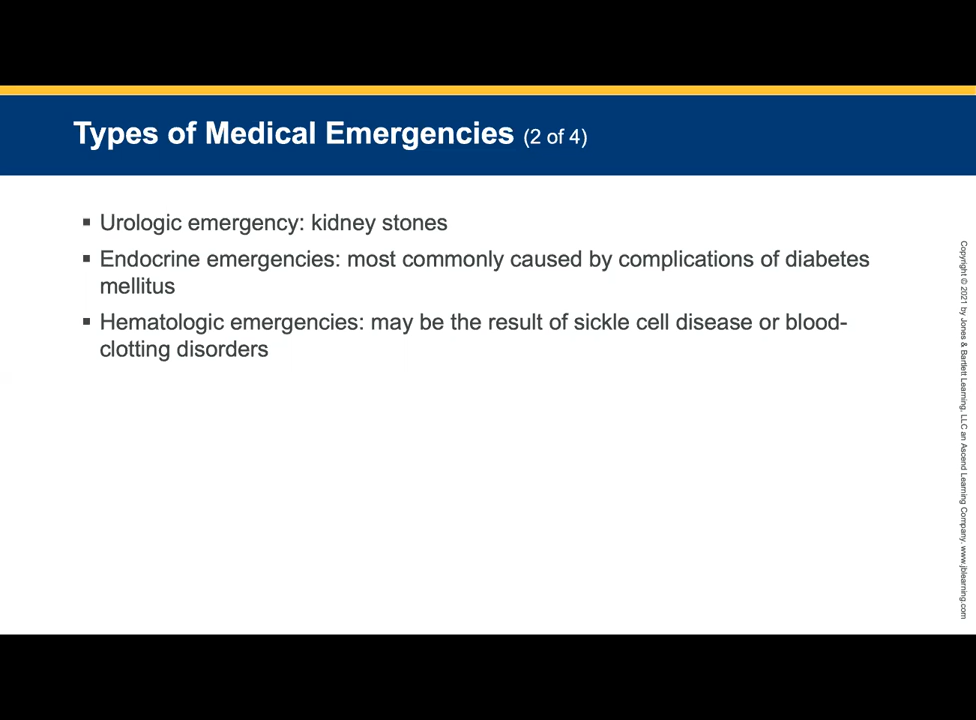 Types of Medical Emergencies (2 of 4)
▪ Urologic emergency: kidney stones
▪ Endocrine emergencies: most commonly caused by complications of diabetes
mellitus
▪ Hematologic emergencies: may be the result of sickle cell disease or blood-
clotting disorders
Copyright © 2021 by Jones & Bartlett Learning, LLC an Ascend Learning Company. www.jblearning.com